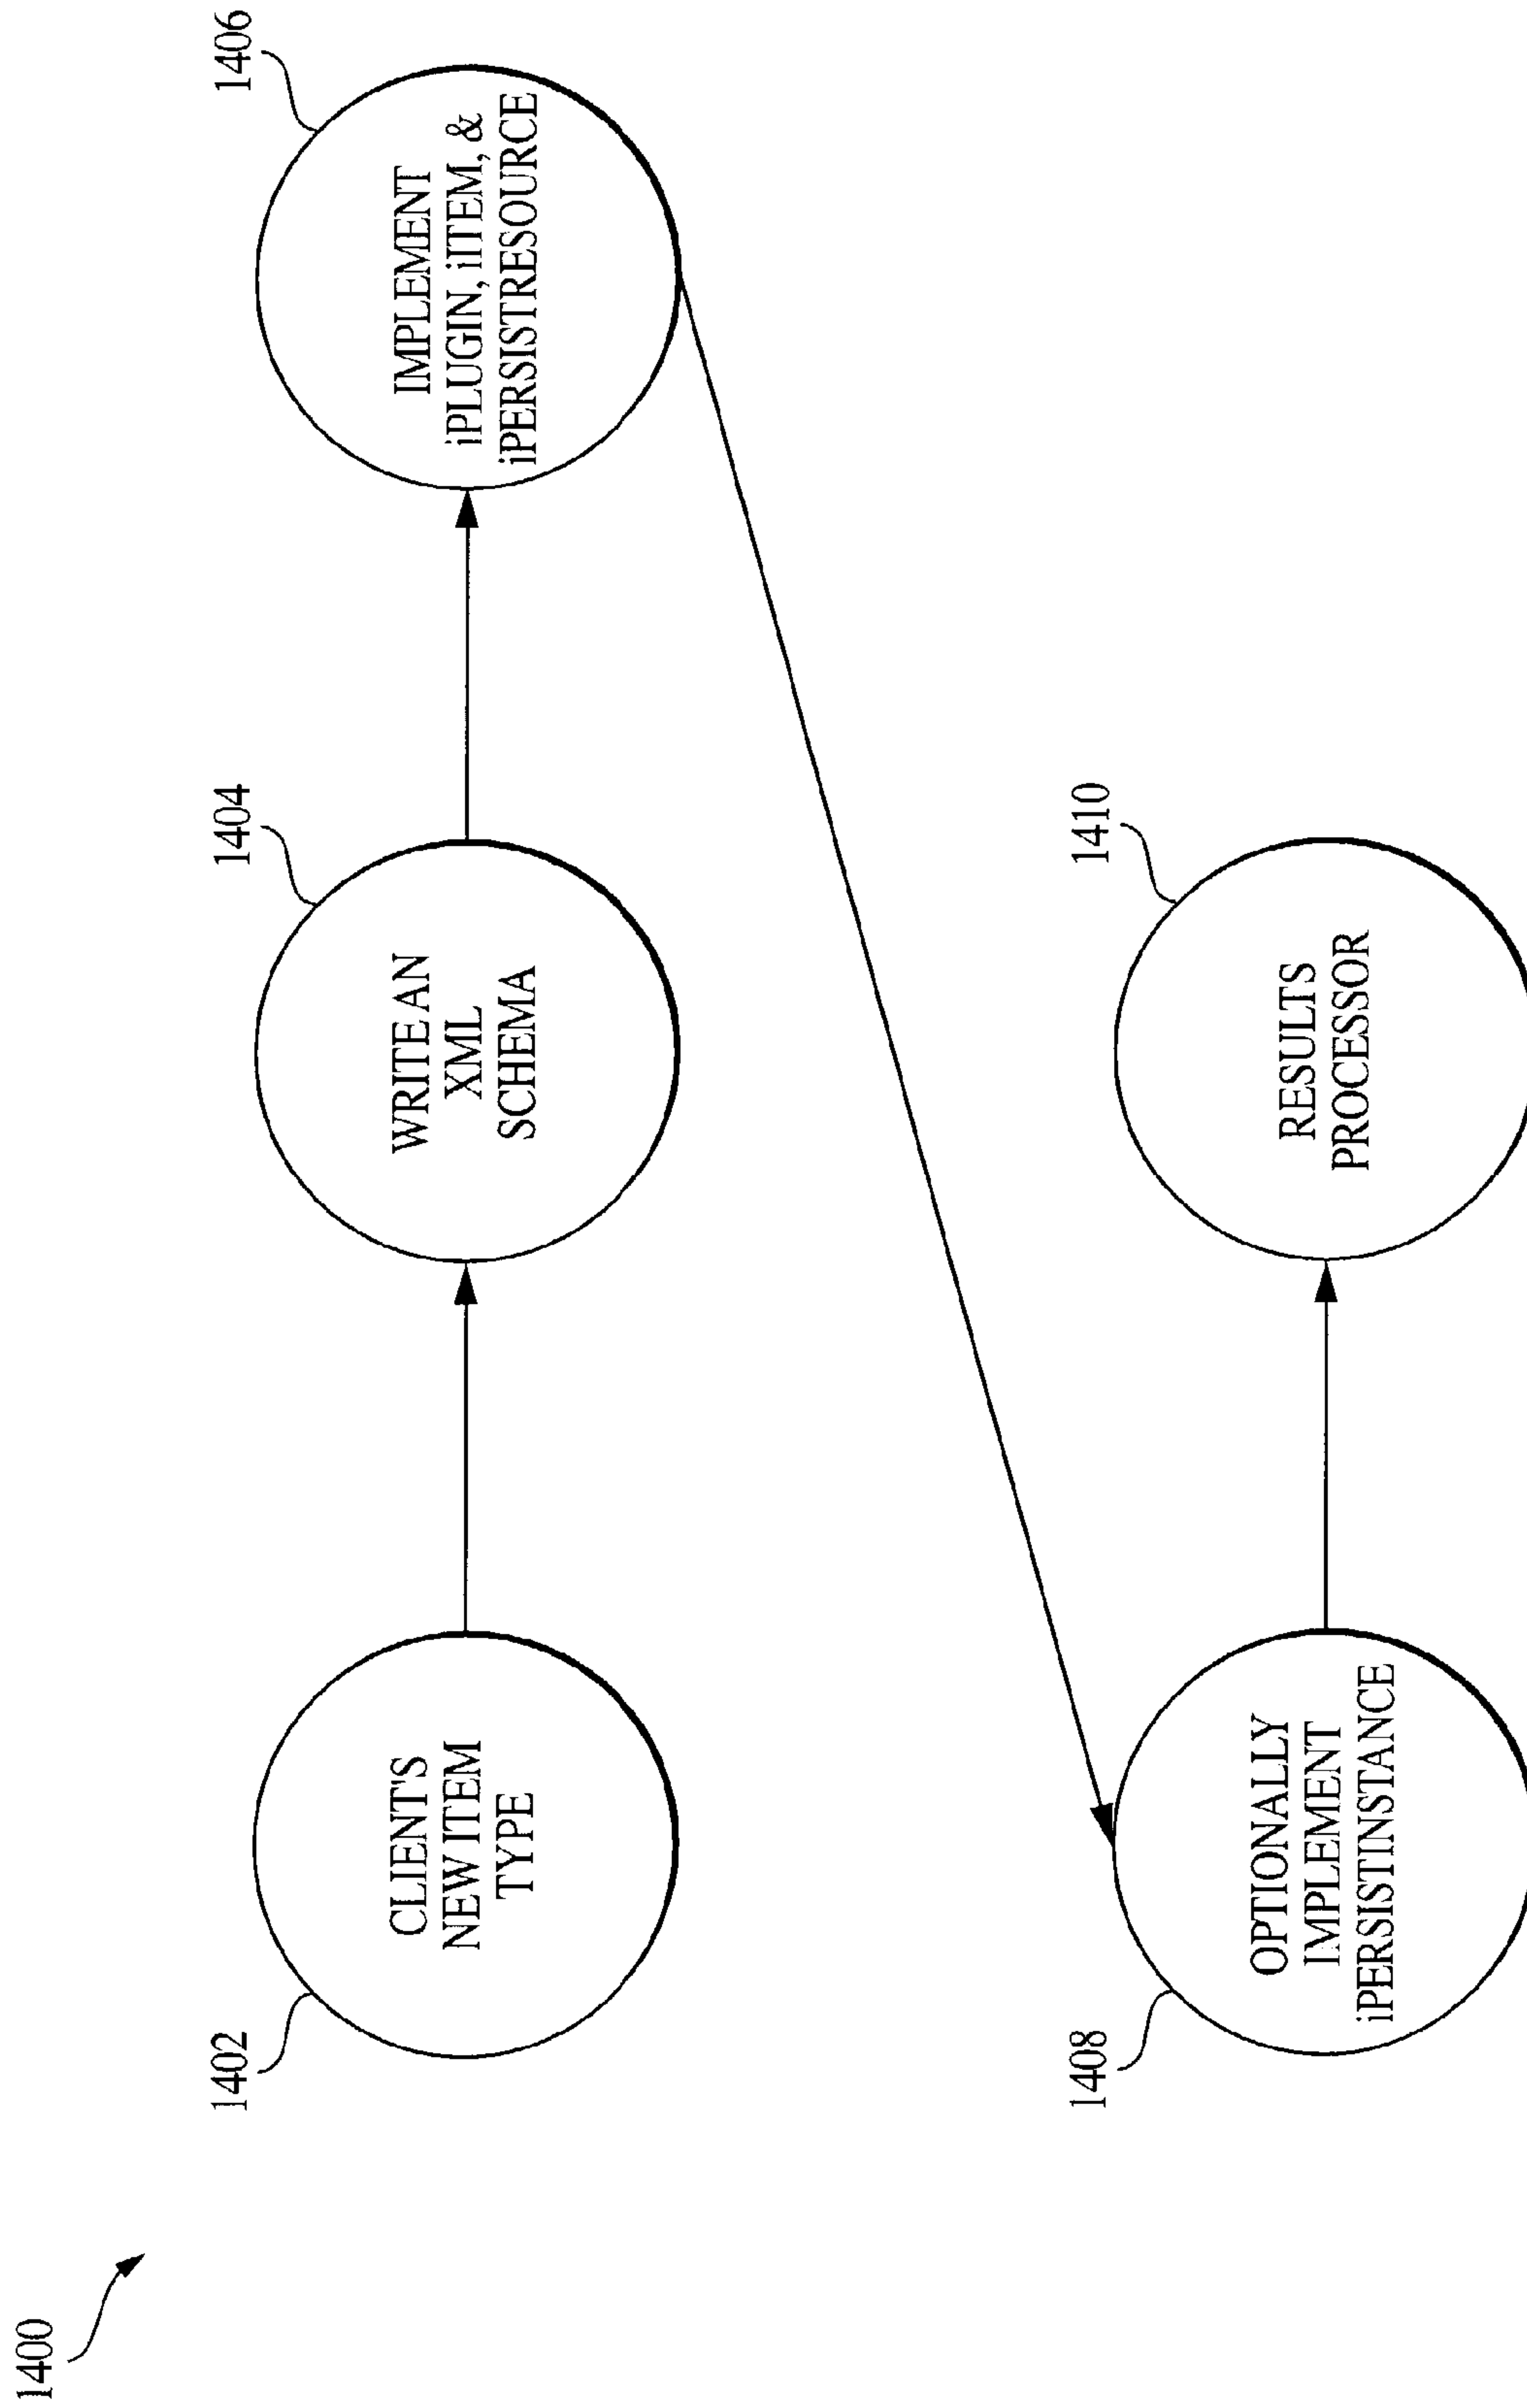 1400
1402
CLIENT'S
NEW ITEM
TYPE
1404
WRITE AN
XML
SCHEMA
1406
IMPLEMENT
iPLUGIN, iITEM, &
iPERSISTRESOURCE
1408
OPTIONALLY
IMPLEMENT
iPERSISTINSTANCE
1410
RESULTS
PROCESSOR